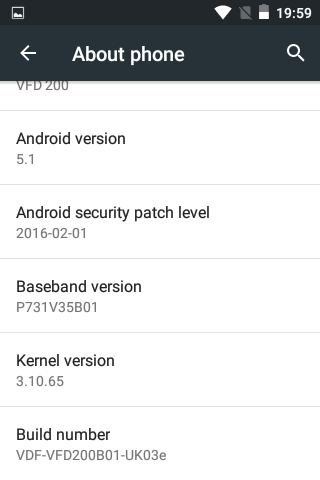 19:59
About phone
VFD 200
Android version
5.1
Android security patch level
2016-02-01
Baseband version
P731V35B01
Kernel version
3.10.65
Build number
VDF-VFD200B01-UK03e